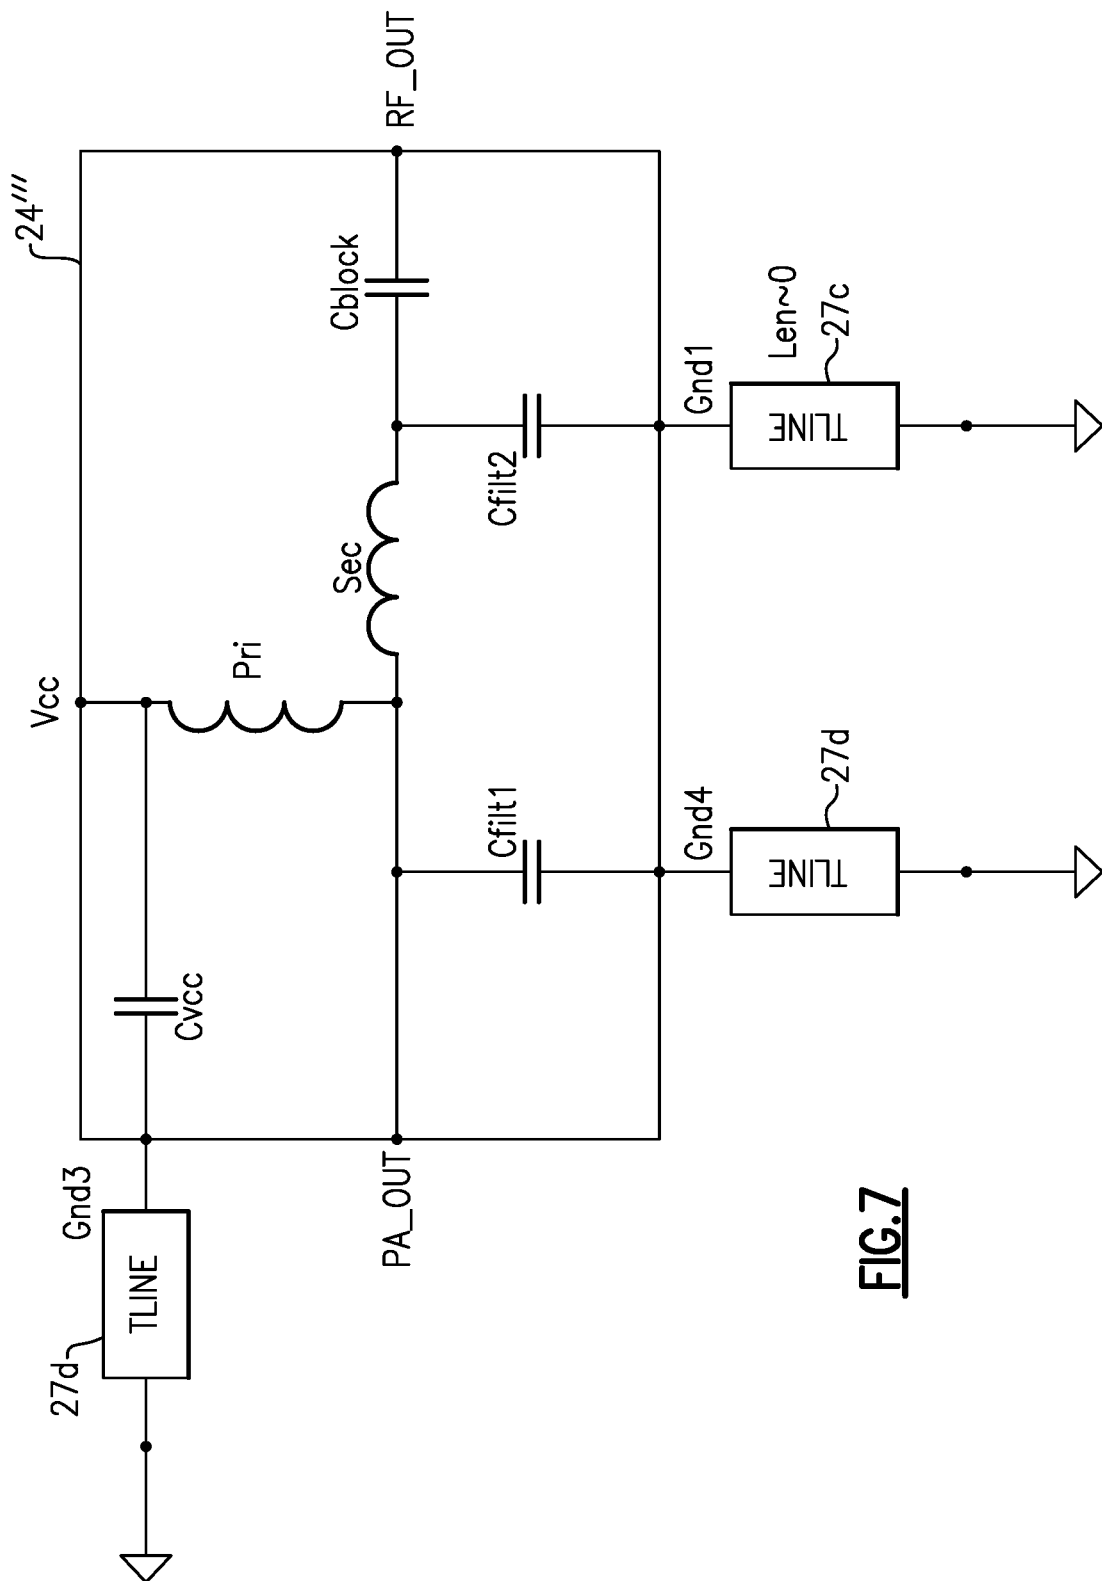 24'''
Vcc
RF_OUT
Cblock
Pri
Sec
Cvcc
Gnd3
TLINE
27d
PA_OUT
Cfilt1
Cfilt2
Gnd4
TLINE
27d
Gnd1
TLINE
Len~0
27c
FIG.7